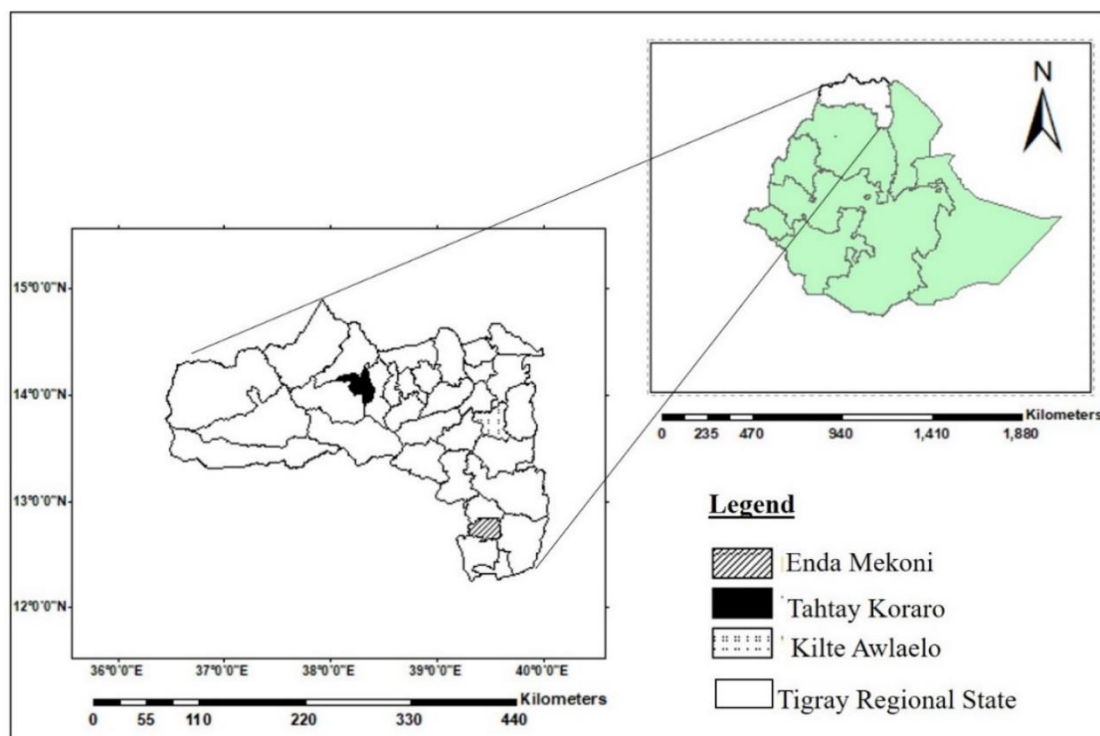 N
Kilometers
0 235 470 940 1,410 1,880
15°0'0"N
14°0'0"N
13°0'0"N
12°0'0"N
36°0'0"E 37°0'0"E 38°0'0"E 39°0'0"E 40°0'0"E
Kilometers
0 55 110 220 330 440
Legend
Enda Mekoni
Tahtay Koraro
Kilte Awlaelo
Tigray Regional State